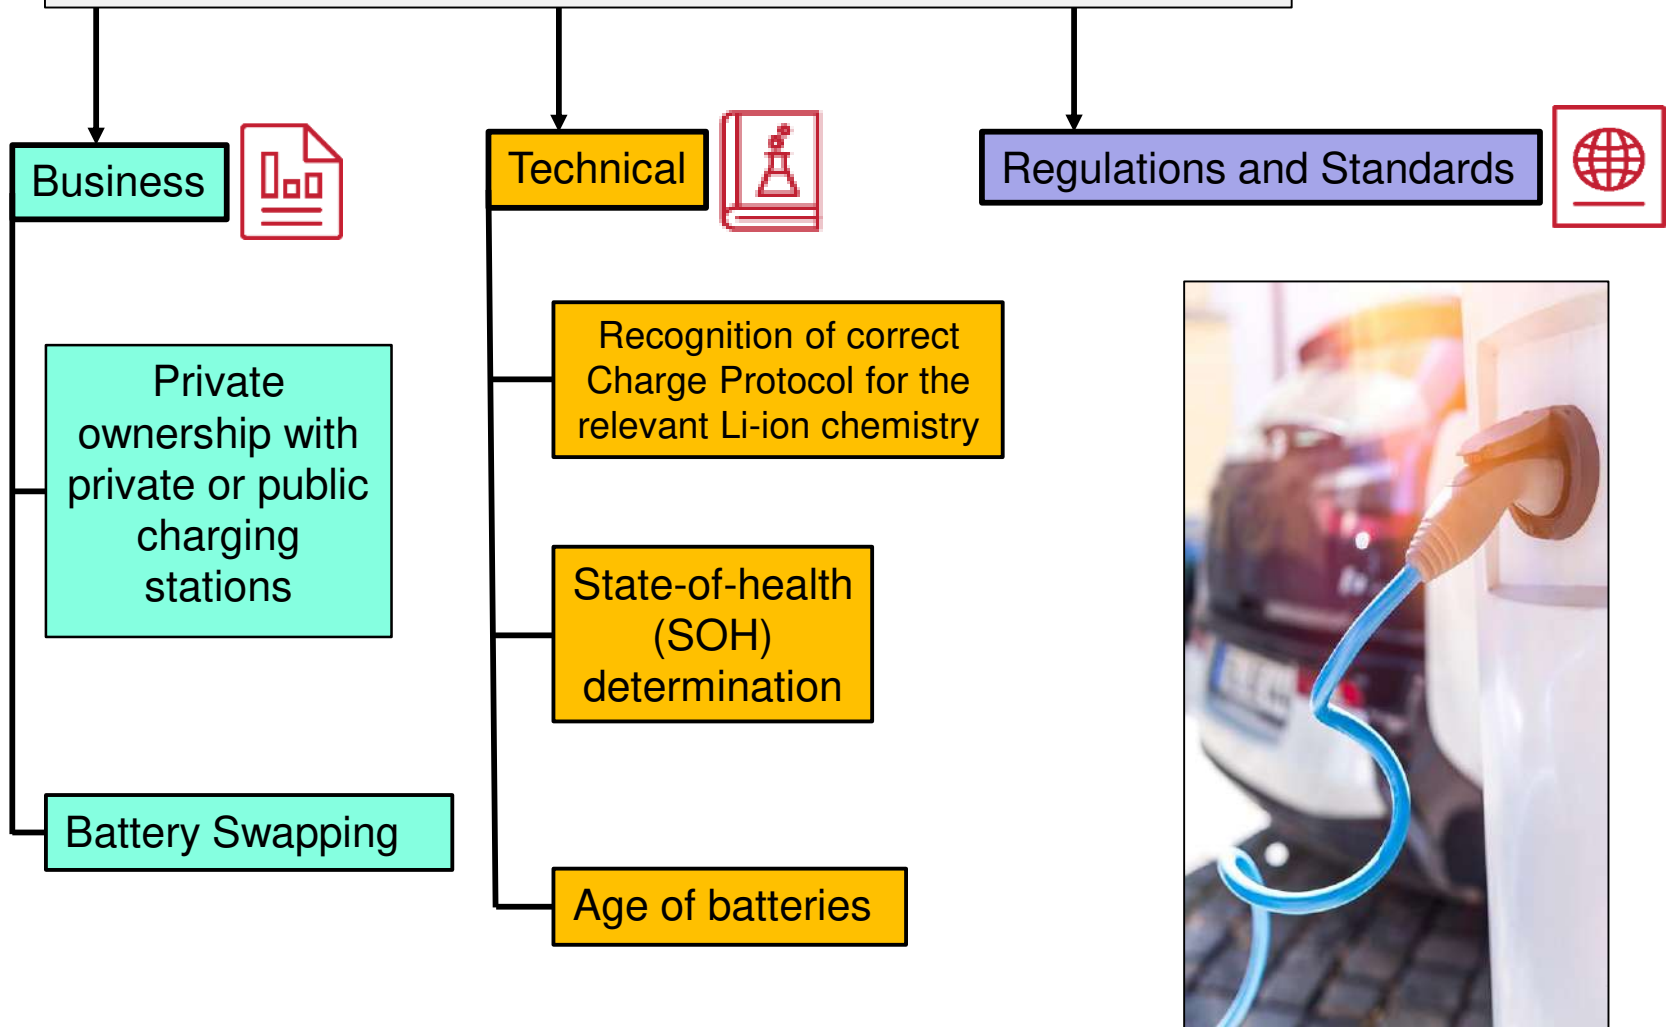 Business
Technical
Regulations and Standards
Private
ownership with
private or public
charging
stations
Battery Swapping
Recognition of correct
Charge Protocol for the
relevant Li-ion chemistry
State-of-health
(SOH)
determination
Age of batteries